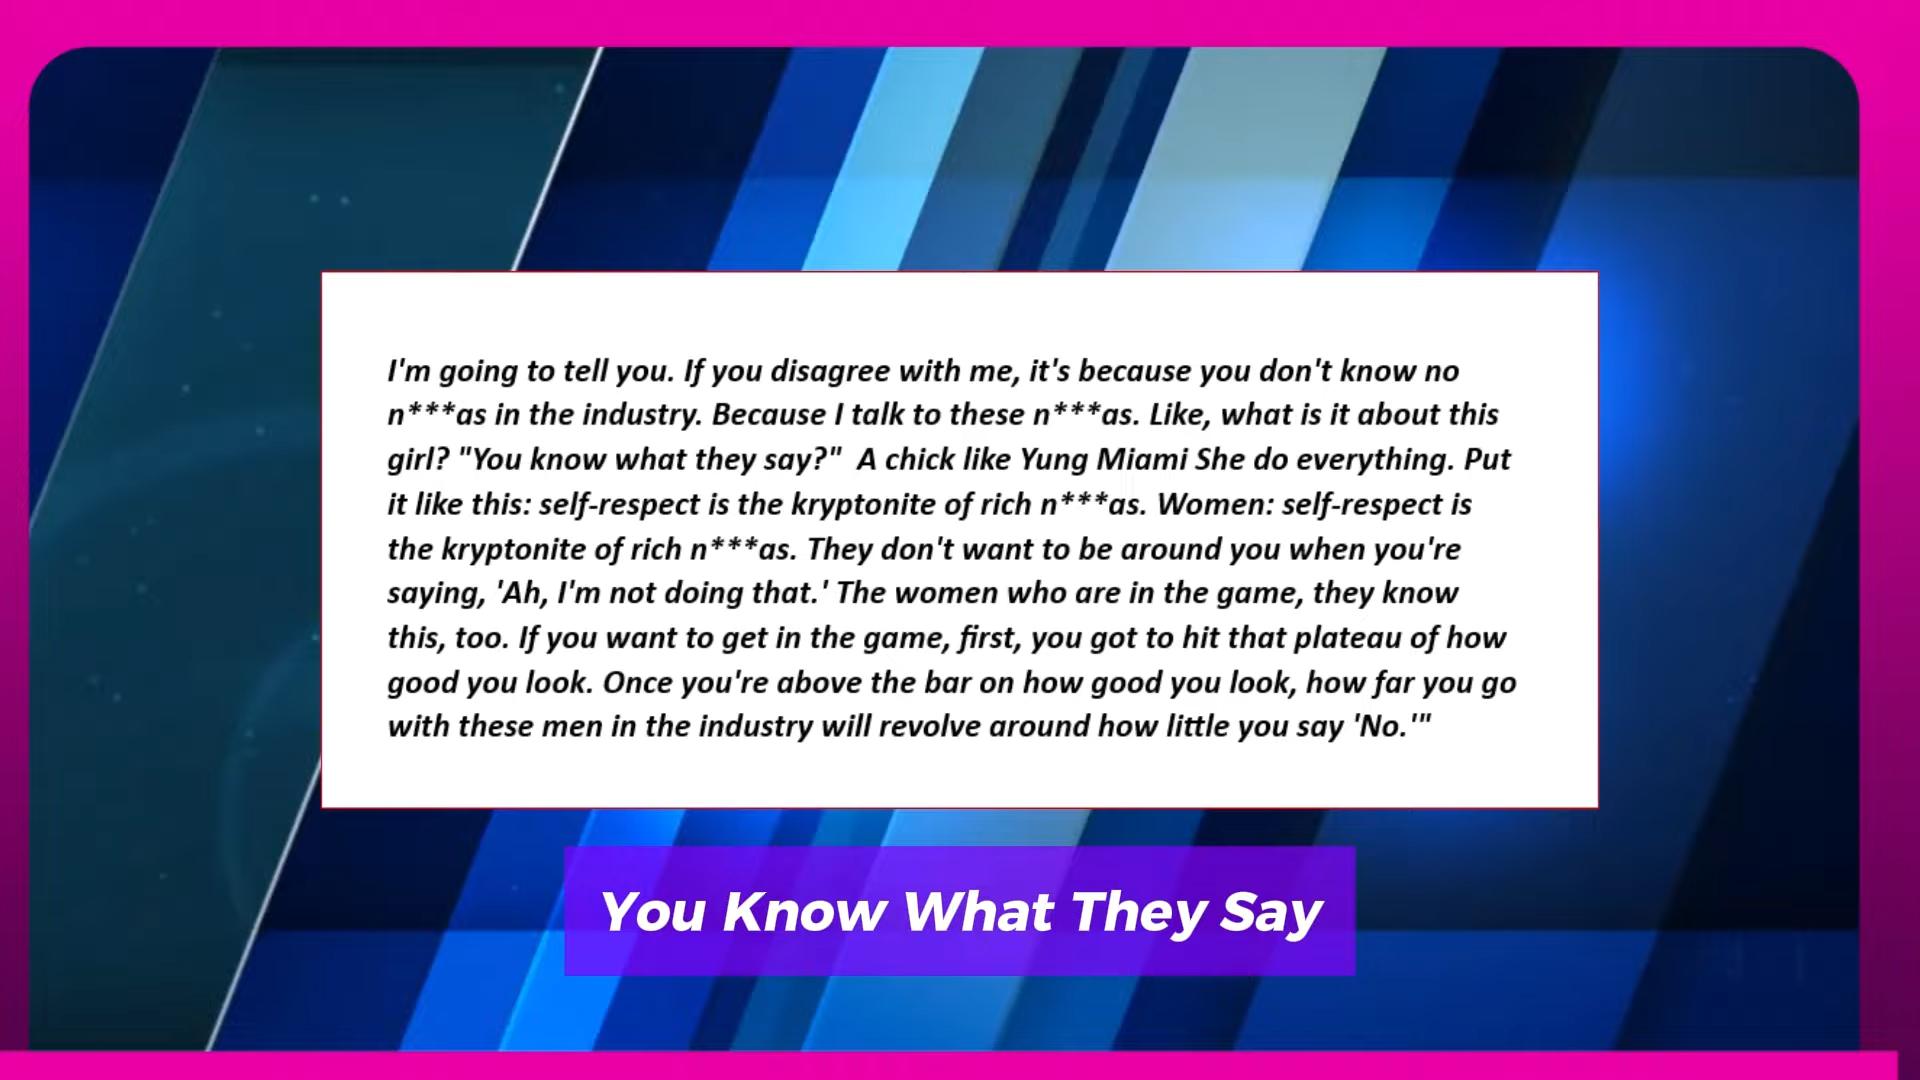 I'm going to tell you. If you disagree with me, it's because you don't know no
n***as in the industry. Because I talk to these n***as. Like, what is it about this
girl? "You know what they say?"  A chick like Yung Miami She do everything. Put
it like this: self-respect is the kryptonite of rich n***as. Women: self-respect is
the kryptonite of rich n***as. They don't want to be around you when you're
saying, 'Ah, I'm not doing that.' The women who are in the game, they know
this, too. If you want to get in the game, first, you got to hit that plateau of how
good you look. Once you're above the bar on how good you look, how far you go
with these men in the industry will revolve around how little you say 'No.'"
You Know What They Say